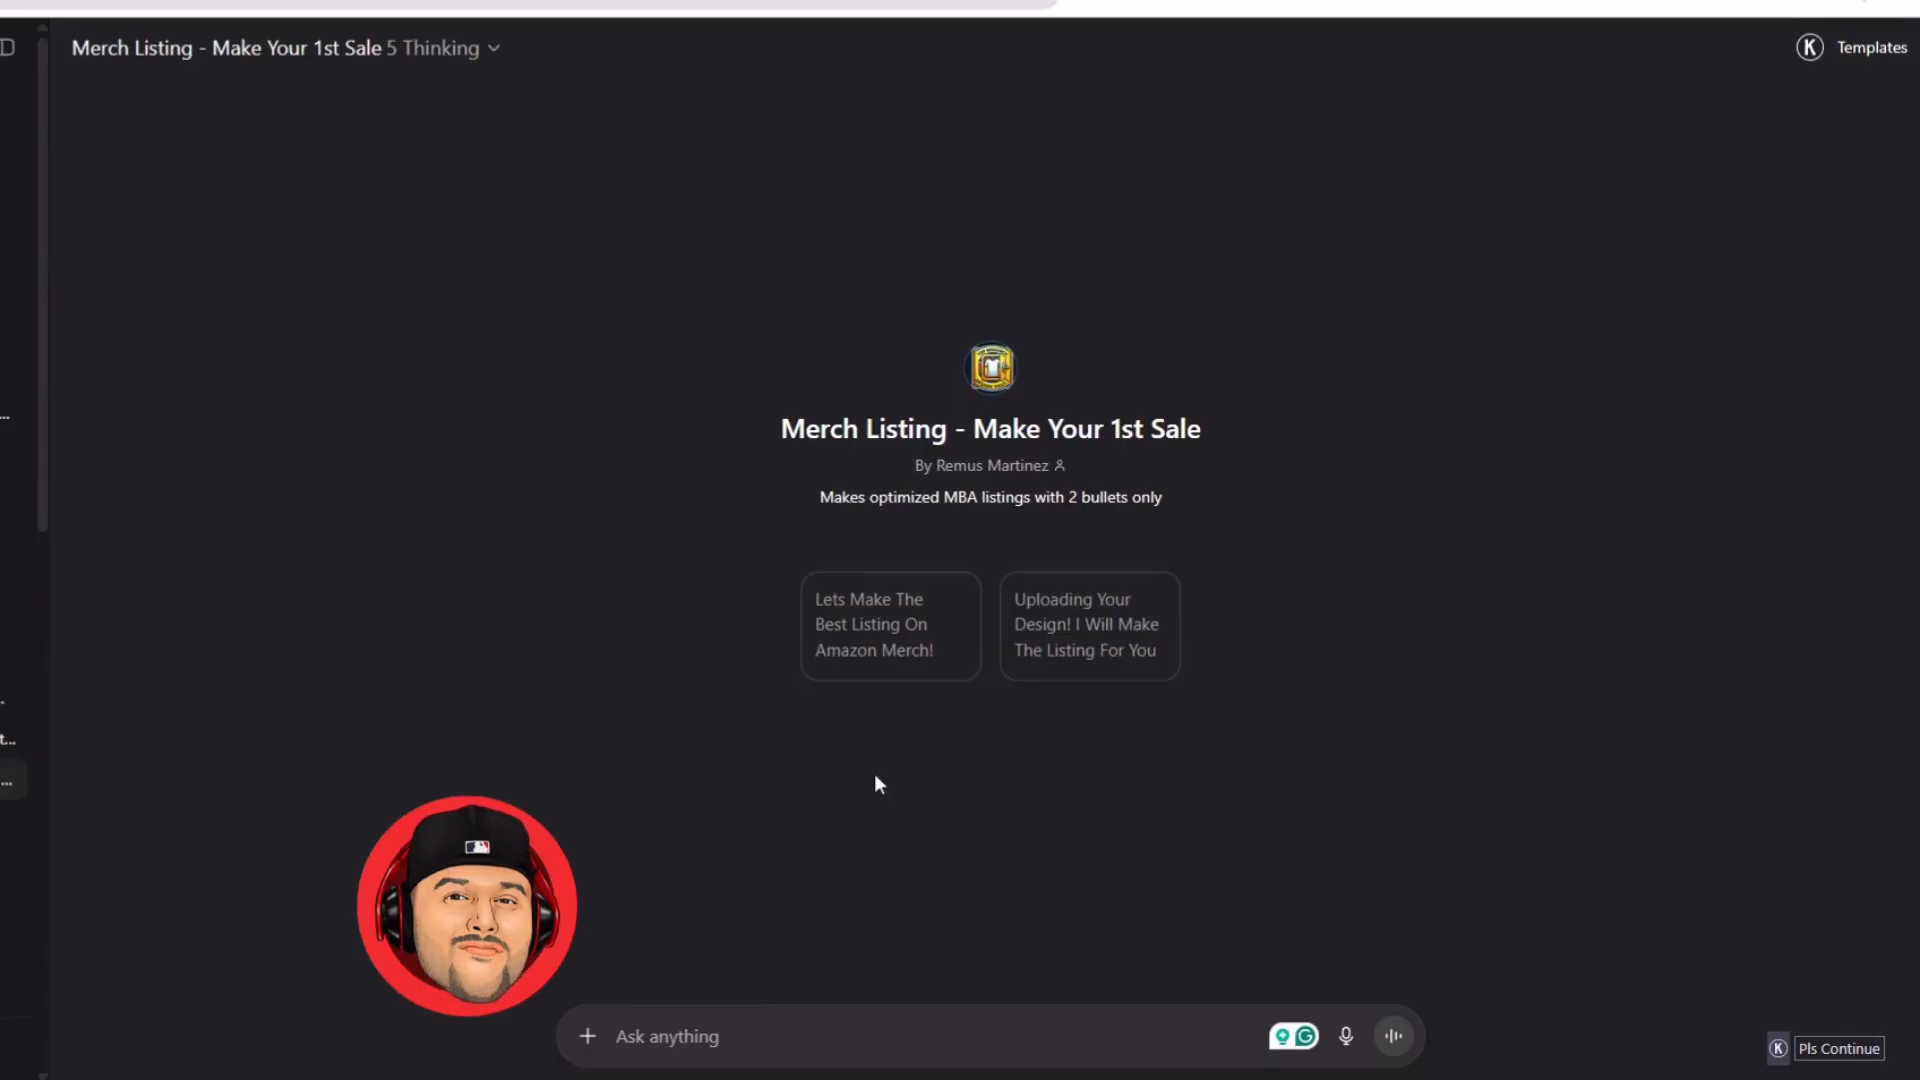 Merch Listing - Make Your 1st Sale 5 Thinking
Templates
Merch Listing - Make Your 1st Sale
By Remus Martinez
Makes optimized MBA listings with 2 bullets only
Lets Make The
Best Listing On
Amazon Merch!
Uploading Your
Design! I Will Make
The Listing For You
...
t...
...
Ask anything
Pls Continue